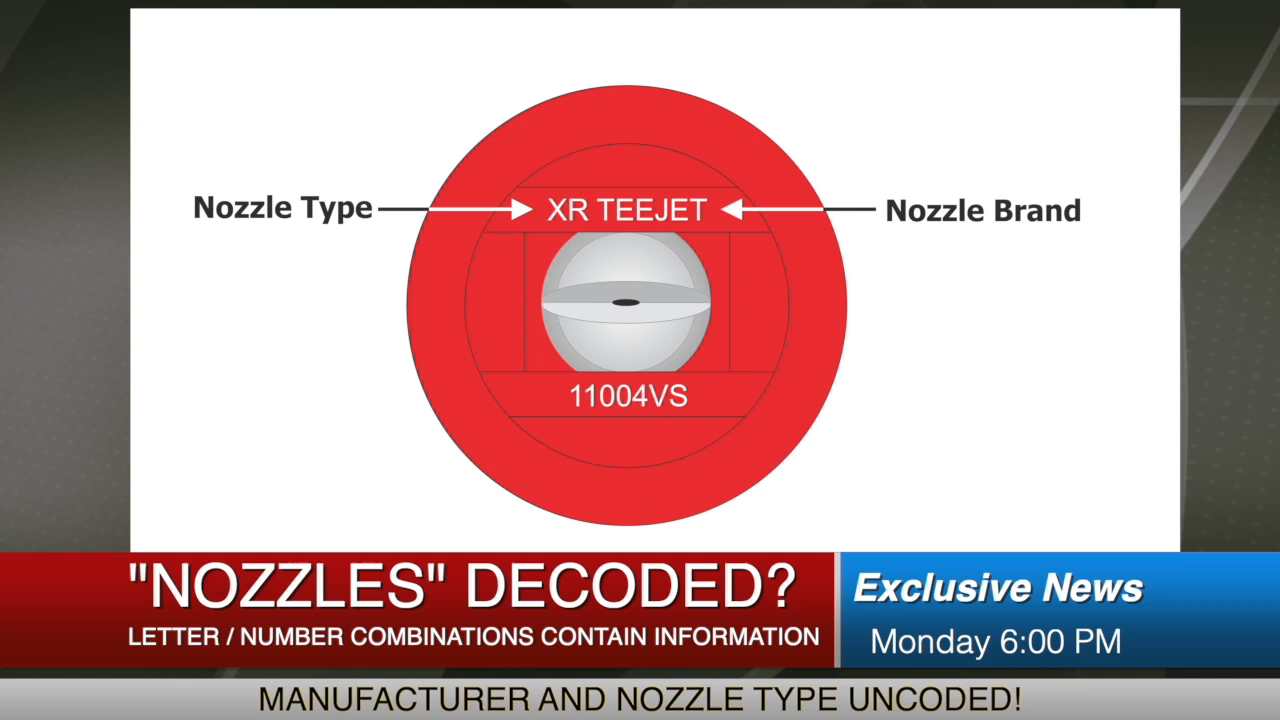 Nozzle Type
XR TEEJET
Nozzle Brand
11004VS
"NOZZLES" DECODED?
LETTER / NUMBER COMBINATIONS CONTAIN INFORMATION
Exclusive News
Monday 6:00 PM
MANUFACTURER AND NOZZLE TYPE UNCODED!